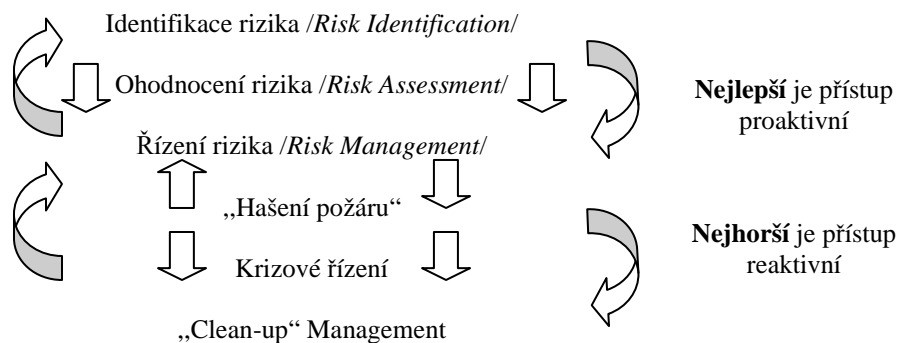 Identifikace rizika /Risk Identification/
Ohodnocení rizika /Risk Assessment/
Nejlepší je přístup
proaktivní
Řízení rizika /Risk Management/
„Hašení požáru“
Nejhorší je přístup
reaktivní
Krizové řízení
„Clean-up“ Management